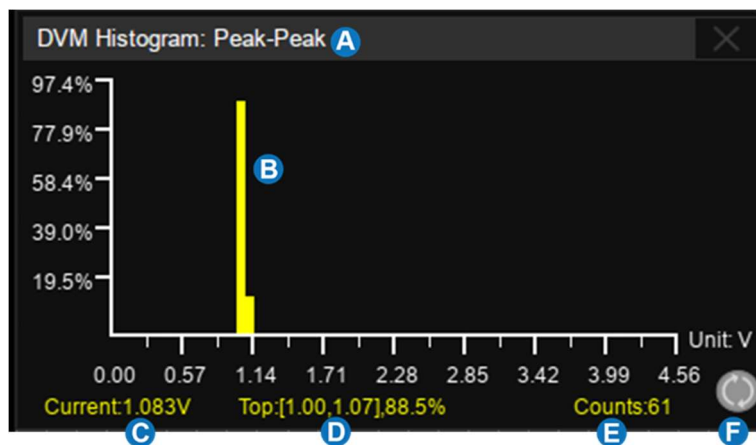 DVM Histogram: Peak-Peak A
97.4%
77.9%
58.4%
39.0%
19.5%
B
Unit: V
0.00 0.57 1.14 1.71 2.28 2.85 3.42 3.99 4.56
Current:1.083V Top:[1.00,1.07],88.5% Counts:61
C D E F